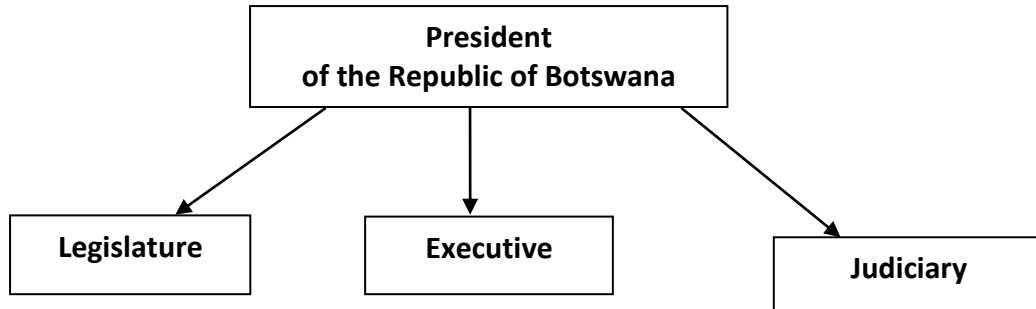 President
of the Republic of Botswana
Legislature
Executive
Judiciary